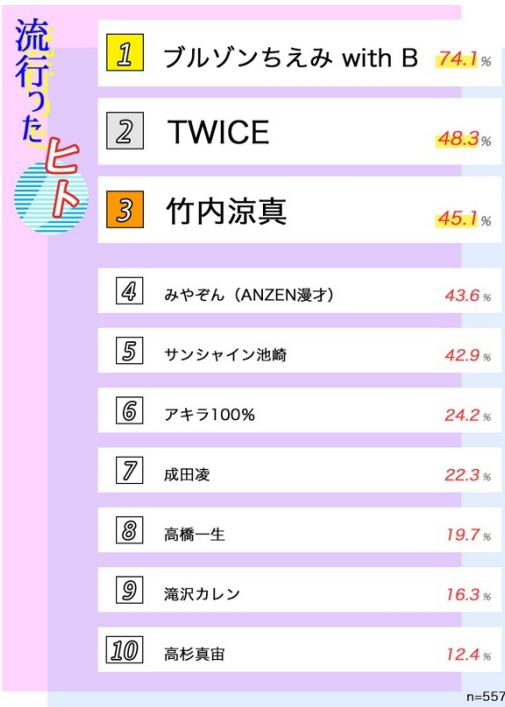 流行った
ヒト
1 ブルゾンちえみ with B 74.1%
2 TWICE 48.3%
3 竹内涼真 45.1%
4 みやぞん（ANZEN漫才） 43.6%
5 サンシャイン池崎 42.9%
6 アキラ100% 24.2%
7 成田凌 22.3%
8 高橋一生 19.7%
9 滝沢カレン 16.3%
10 高杉真宙 12.4%
n=557